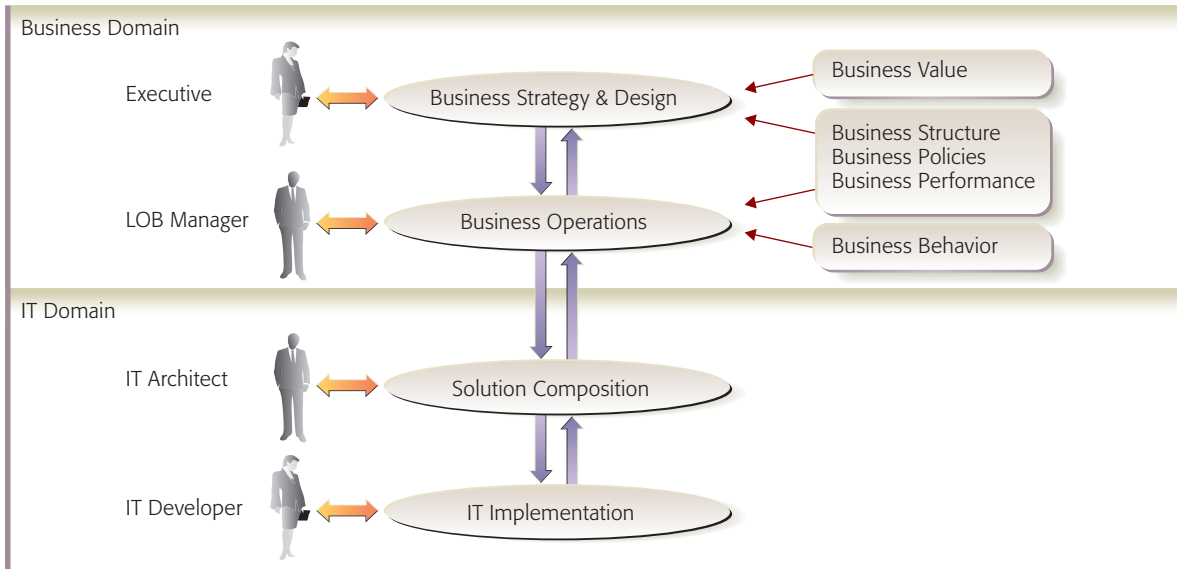 Business Domain
Executive
Business Strategy & Design
Business Value
Business Structure
Business Policies
Business Performance
LOB Manager
Business Operations
Business Behavior
IT Domain
IT Architect
Solution Composition
IT Developer
IT Implementation